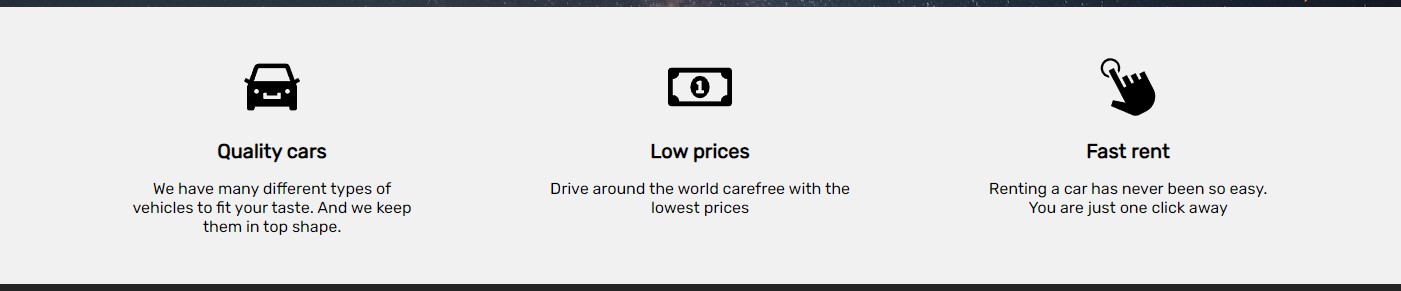 1
Quality cars
We have many different types of
vehicles to fit your taste. And we keep
them in top shape.
Low prices
Drive around the world carefree with the
lowest prices
Fast rent
Renting a car has never been so easy.
You are just one click away